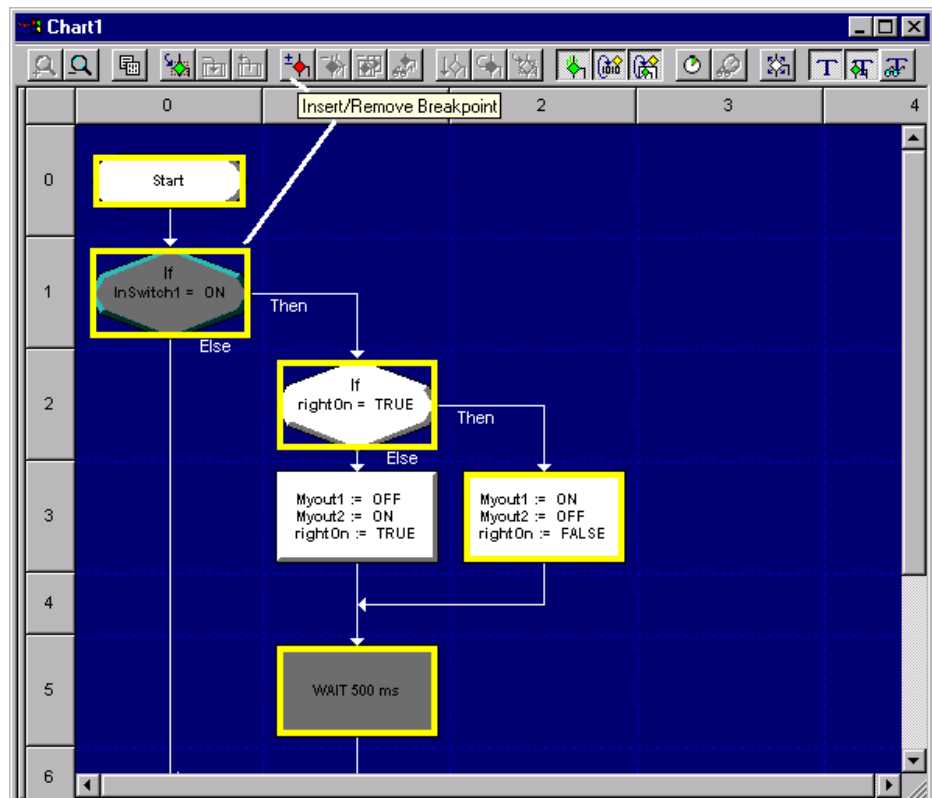 Chart1
Insert/Remove Breakpoint
0
2
3
4
0
Start
1
If
InSwitch1 = ON
Then
Else
2
If
rightOn = TRUE
Then
Else
3
Myout1 := OFF
Myout2 := ON
rightOn := TRUE
Myout1 := ON
Myout2 := OFF
rightOn := FALSE
4
5
WAIT 500 ms
6